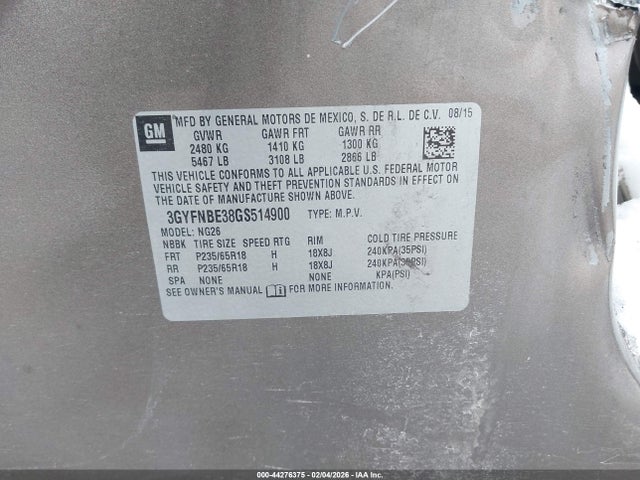 GM
MFD BY GENERAL MOTORS DE MEXICO, S. DE R.L. DE C.V. 08/15
GVWR GAWR FRT GAWR RR
2480 KG 1410 KG 1300 KG
5467 LB 3108 LB 2866 LB
THIS VEHICLE CONFORMS TO ALL APPLICABLE U.S. FEDERAL MOTOR
VEHICLE SAFETY AND THEFT PREVENTION STANDARDS IN EFFECT ON
THE DATE OF MANUFACTURE SHOWN ABOVE.
3GYFNBE38GS514900 TYPE: M.P.V.
MODEL: NG26
NBBK TIRE SIZE SPEED RTG RIM COLD TIRE PRESSURE
FRT P235/65R18 H 18X8J 240KPA(35PSI)
RR P235/65R18 H 18X8J 240KPA(35PSI)
SPA NONE NONE KPA(PSI)
SEE OWNER'S MANUAL FOR MORE INFORMATION.
000-44276375 - 02/04/2026 - IAA Inc.